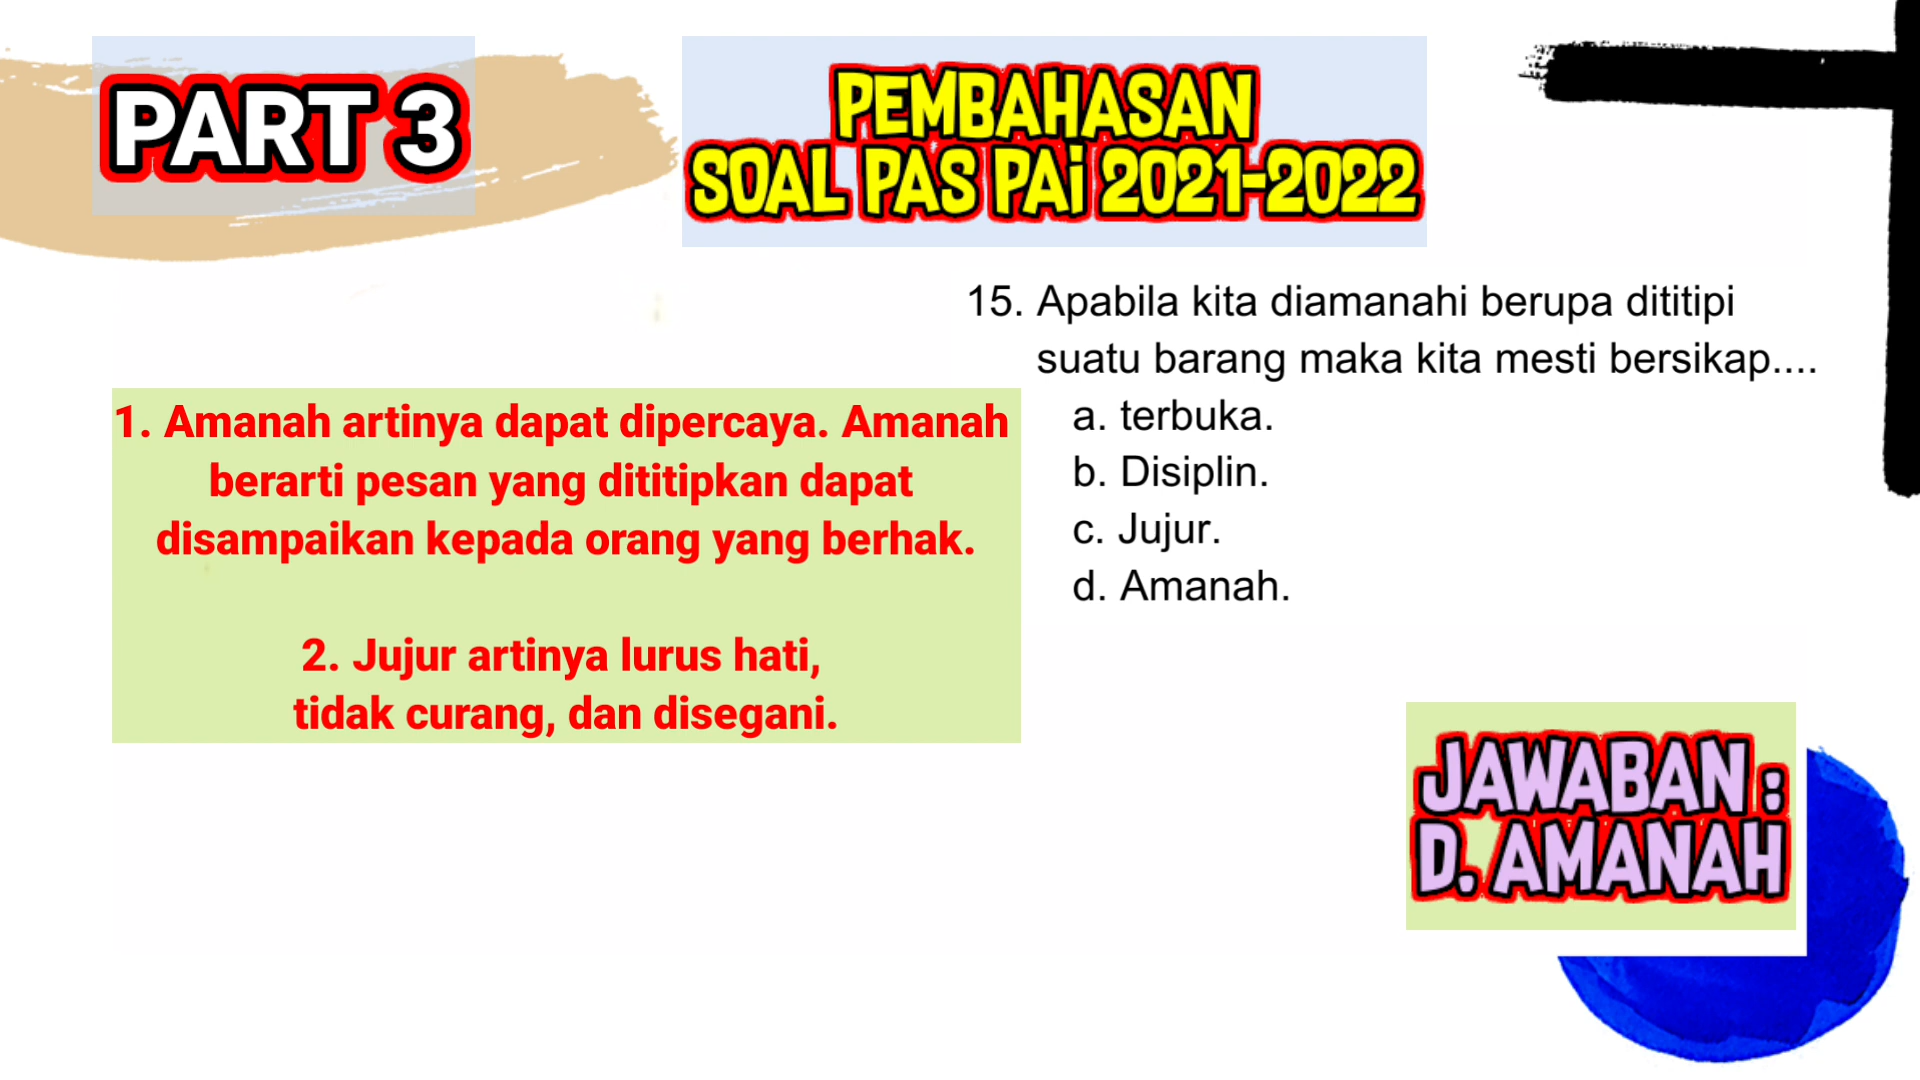 PART 3
PEMBAHASAN
SOAL PAS PAi 2021-2022
15. Apabila kita diamanahi berupa dititipi
suatu barang maka kita mesti bersikap....
a. terbuka.
b. Disiplin.
c. Jujur.
d. Amanah.
1. Amanah artinya dapat dipercaya. Amanah
berarti pesan yang dititipkan dapat
disampaikan kepada orang yang berhak.
2. Jujur artinya lurus hati,
tidak curang, dan disegani.
JAWABAN :
D. AMANAH